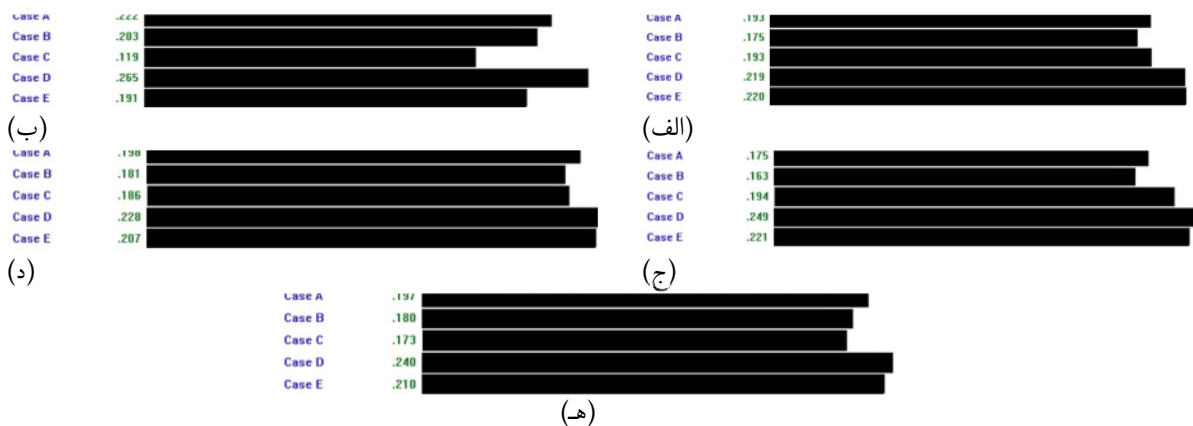 Case A .193
Case B .175
Case C .193
Case D .219
Case E .220
(الف)
Case A .222
Case B .203
Case C .119
Case D .265
Case E .191
(ب)
Case A .175
Case B .163
Case C .194
Case D .249
Case E .221
(ج)
Case A .198
Case B .181
Case C .186
Case D .228
Case E .207
(د)
Case A .197
Case B .180
Case C .173
Case D .240
Case E .210
(هـ)